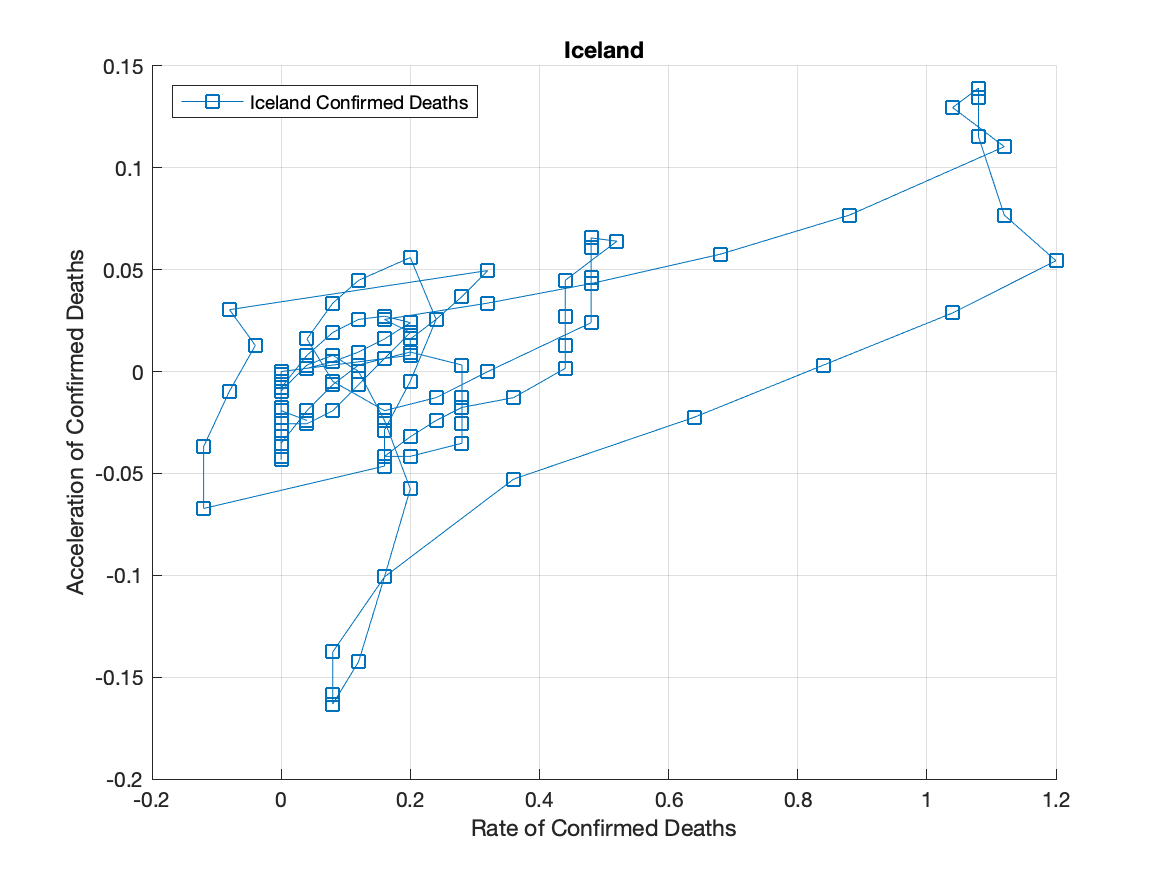 Iceland
Iceland Confirmed Deaths
0.15
0.1
0.05
0
-0.05
-0.1
-0.15
-0.2
Acceleration of Confirmed Deaths
-0.2 0 0.2 0.4 0.6 0.8 1 1.2
Rate of Confirmed Deaths